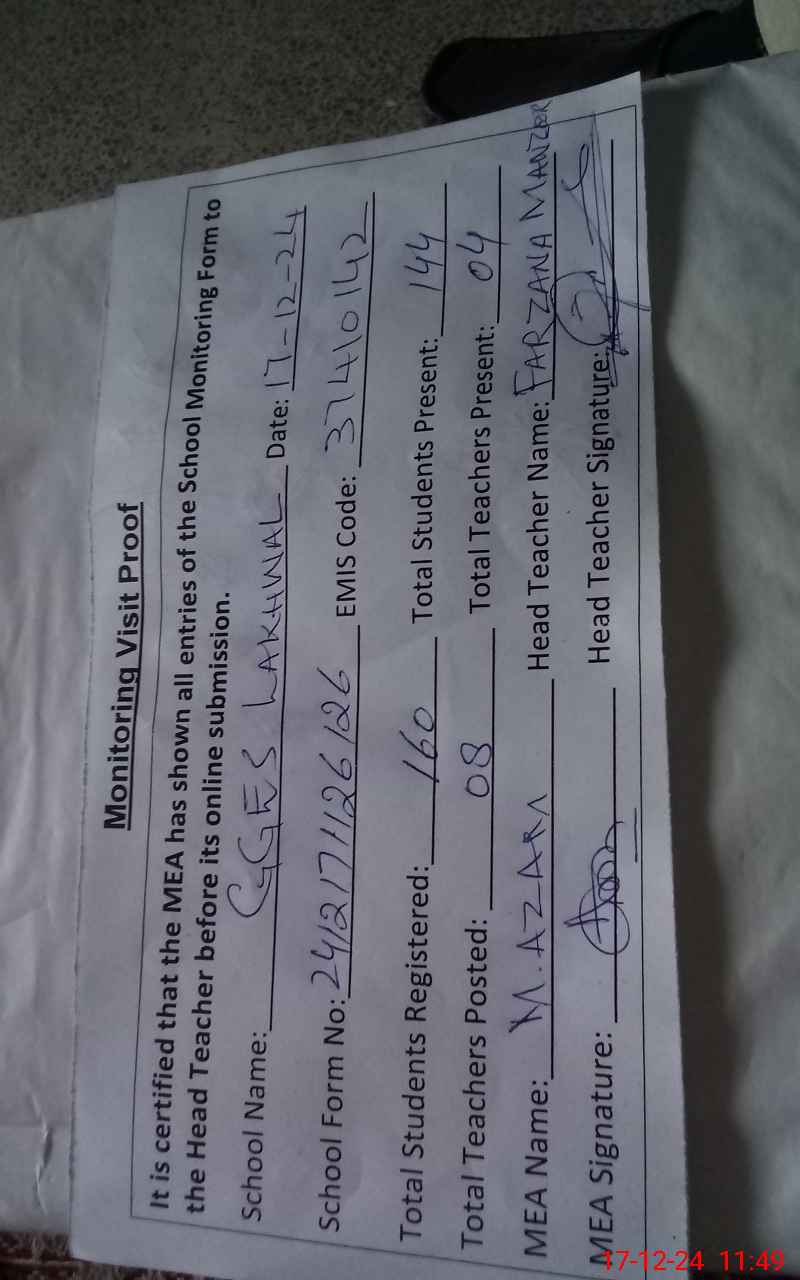 Monitoring Visit Proof
It is certified that the MEA has shown all entries of the School Monitoring Form to
the Head Teacher before its online submission.
School Name: GGES LAKHWAL Date: 17-12-24
School Form No: 241217126126 EMIS Code: 37410142
Total Students Registered: 160 Total Students Present: 144
Total Teachers Posted: 08 Total Teachers Present: 04
MEA Name: M. Head Teacher Name: FARZANA MANZOR
MEA Signature: Head Teacher Signature:
17-12-24 11:49